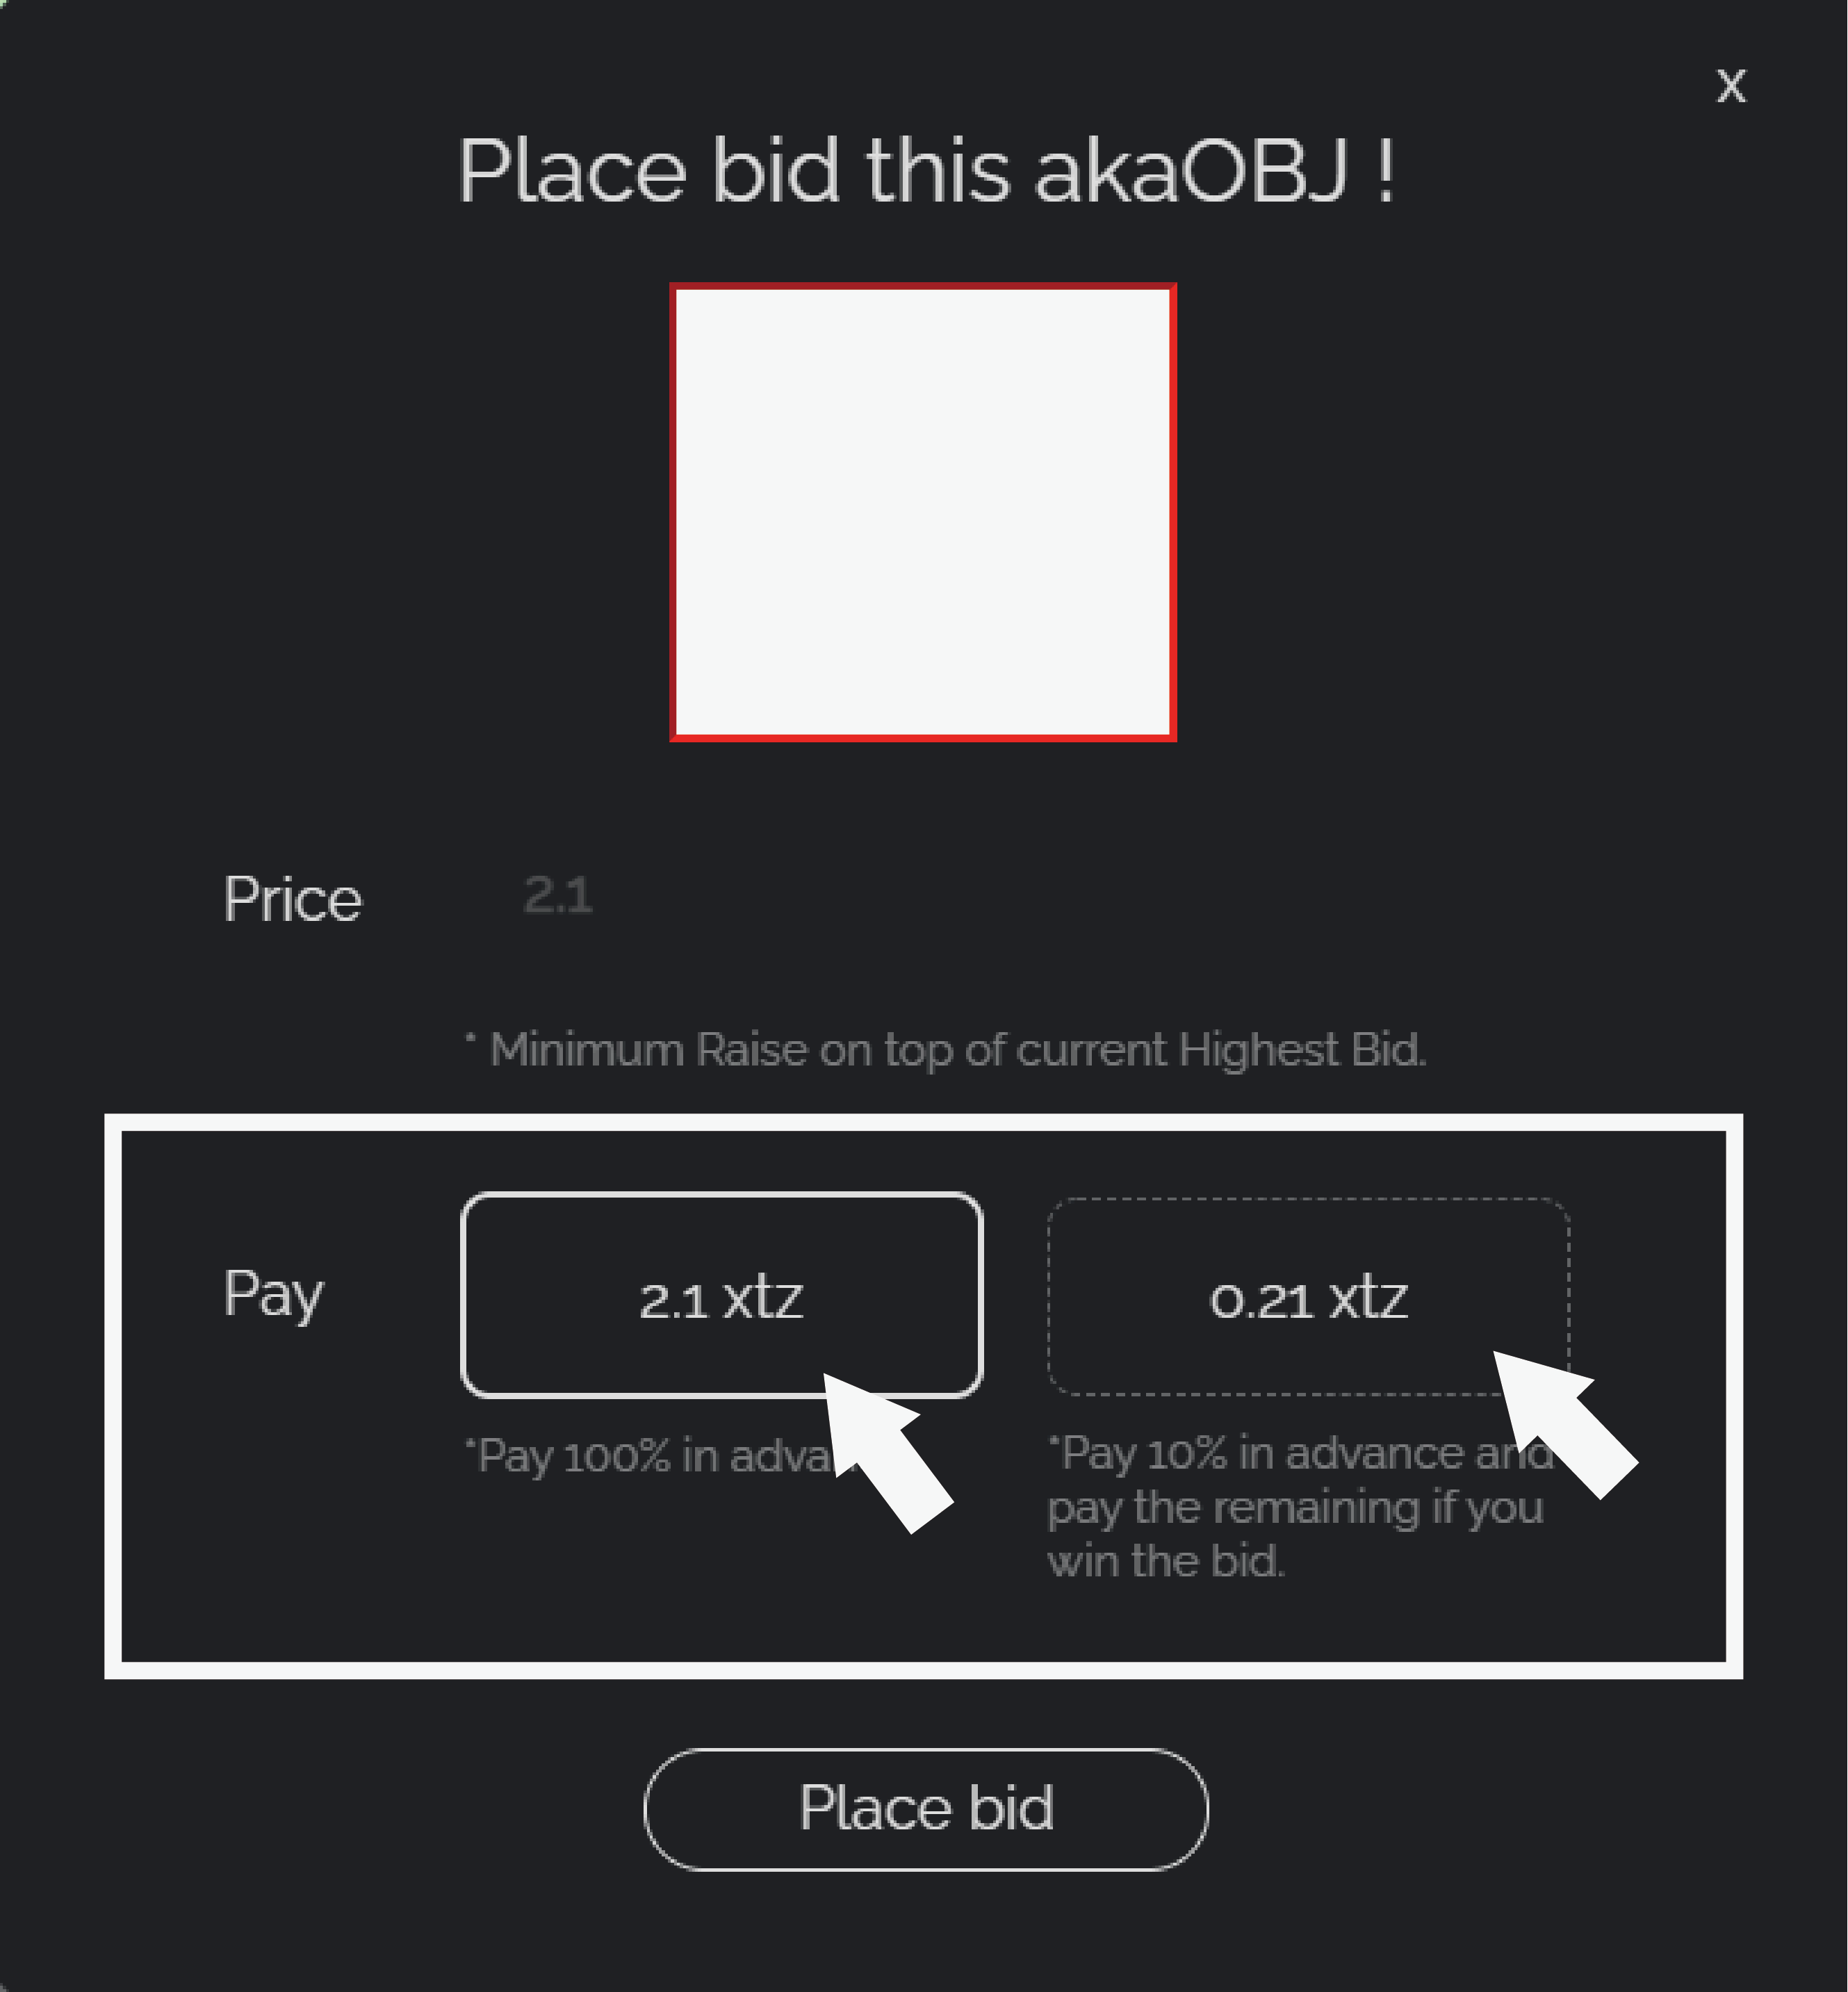 x
Place bid this akaOBJ !
Price 2.1
* Minimum Raise on top of current Highest Bid.
Pay 2.1 xtz 0.21 xtz
*Pay 100% in
*Pay 10% in advance and
pay the remaining if you
win the bid.
Place bid